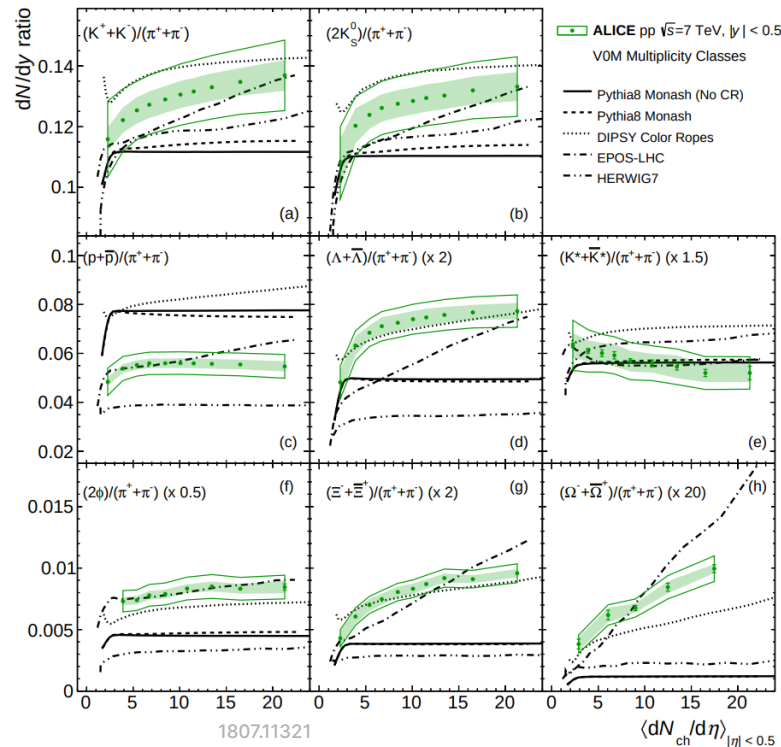 dN/dy ratio
(K⁺+K⁻)/(π⁺+π⁻)
(2K⁰_S)/(π⁺+π⁻)
ALICE pp √s=7 TeV, |y| < 0.5
V0M Multiplicity Classes
Pythia8 Monash (No CR)
Pythia8 Monash
DIPSY Color Ropes
EPOS-LHC
HERWIG7
0.14
0.12
0.1
(a)
(b)
(p+p̅)/(π⁺+π⁻)
(Λ+Λ̅)/(π⁺+π⁻) (x 2)
(K*+K̅*)/(π⁺+π⁻) (x 1.5)
0.1
0.08
0.06
0.04
0.02
(c)
(d)
(e)
(2ϕ)/(π⁺+π⁻) (x 0.5)
(f)
(Ξ⁻+Ξ̅⁺)/(π⁺+π⁻) (x 2)
(g)
(Ω⁻+Ω̅⁺)/(π⁺+π⁻) (x 20)
(h)
0.015
0.01
0.005
0
0 5 10 15 20
0 5 10 15 20
0 5 10 15 20
1807.11321
⟨dN_ch/dη⟩_|η| < 0.5